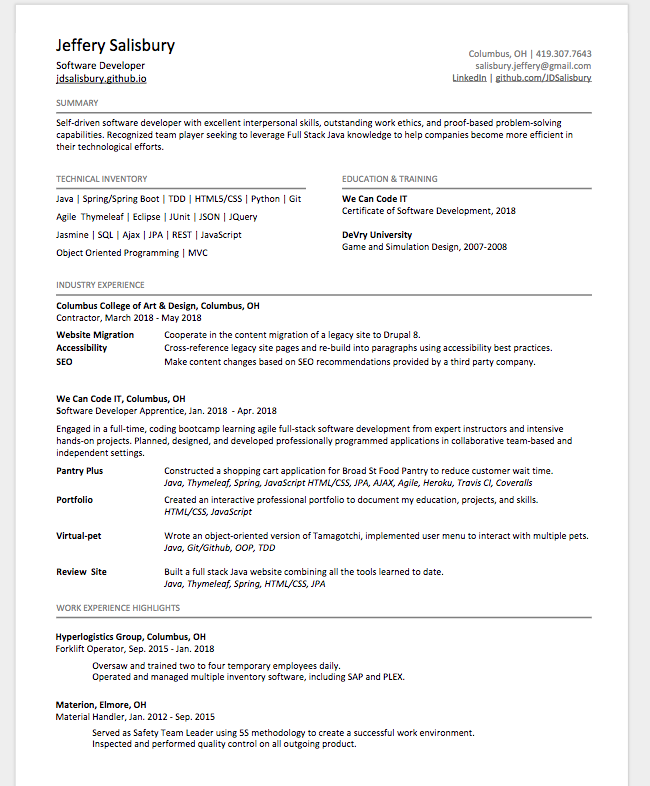 Jeffery Salisbury
Software Developer
jdsalisbury.github.io
Columbus, OH | 419.307.7643
salisbury.jeffery@gmail.com
LinkedIn | github.com/JDSalisbury
SUMMARY
Self-driven software developer with excellent interpersonal skills, outstanding work ethics, and proof-based problem-solving
capabilities. Recognized team player seeking to leverage Full Stack Java knowledge to help companies become more efficient in
their technological efforts.
TECHNICAL INVENTORY
Java | Spring/Spring Boot | TDD | HTML5/CSS | Python | Git
Agile Thymeleaf | Eclipse | JUnit | JSON | JQuery
Jasmine | SQL | Ajax | JPA | REST | JavaScript
Object Oriented Programming | MVC
EDUCATION & TRAINING
We Can Code IT
Certificate of Software Development, 2018
DeVry University
Game and Simulation Design, 2007-2008
INDUSTRY EXPERIENCE
Columbus College of Art & Design, Columbus, OH
Contractor, March 2018 - May 2018
Website Migration Cooperate in the content migration of a legacy site to Drupal 8.
Accessibility Cross-reference legacy site pages and re-build into paragraphs using accessibility best practices.
SEO Make content changes based on SEO recommendations provided by a third party company.
We Can Code IT, Columbus, OH
Software Developer Apprentice, Jan. 2018 - Apr. 2018
Engaged in a full-time, coding bootcamp learning agile full-stack software development from expert instructors and intensive
hands-on projects. Planned, designed, and developed professionally programmed applications in collaborative team-based and
independent settings.
Pantry Plus Constructed a shopping cart application for Broad St Food Pantry to reduce customer wait time.
Java, Thymeleaf, Spring, JavaScript HTML/CSS, JPA, AJAX, Agile, Heroku, Travis CI, Coveralls
Portfolio Created an interactive professional portfolio to document my education, projects, and skills.
HTML/CSS, JavaScript
Virtual-pet Wrote an object-oriented version of Tamagotchi, implemented user menu to interact with multiple pets.
Java, Git/Github, OOP, TDD
Review Site Built a full stack Java website combining all the tools learned to date.
Java, Thymeleaf, Spring, HTML/CSS, JPA
WORK EXPERIENCE HIGHLIGHTS
Hyperlogistics Group, Columbus, OH
Forklift Operator, Sep. 2015 - Jan. 2018
Oversaw and trained two to four temporary employees daily.
Operated and managed multiple inventory software, including SAP and PLEX.
Materion, Elmore, OH
Material Handler, Jan. 2012 - Sep. 2015
Served as Safety Team Leader using 5S methodology to create a successful work environment.
Inspected and performed quality control on all outgoing product.